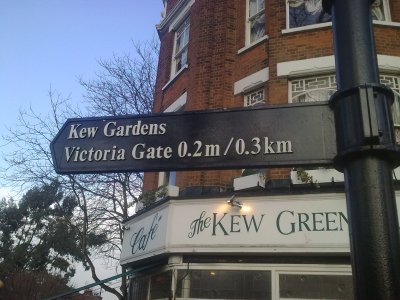 Kew Gardens
Victoria Gate 0.2m/0.3km
Café
The KEW GREEN